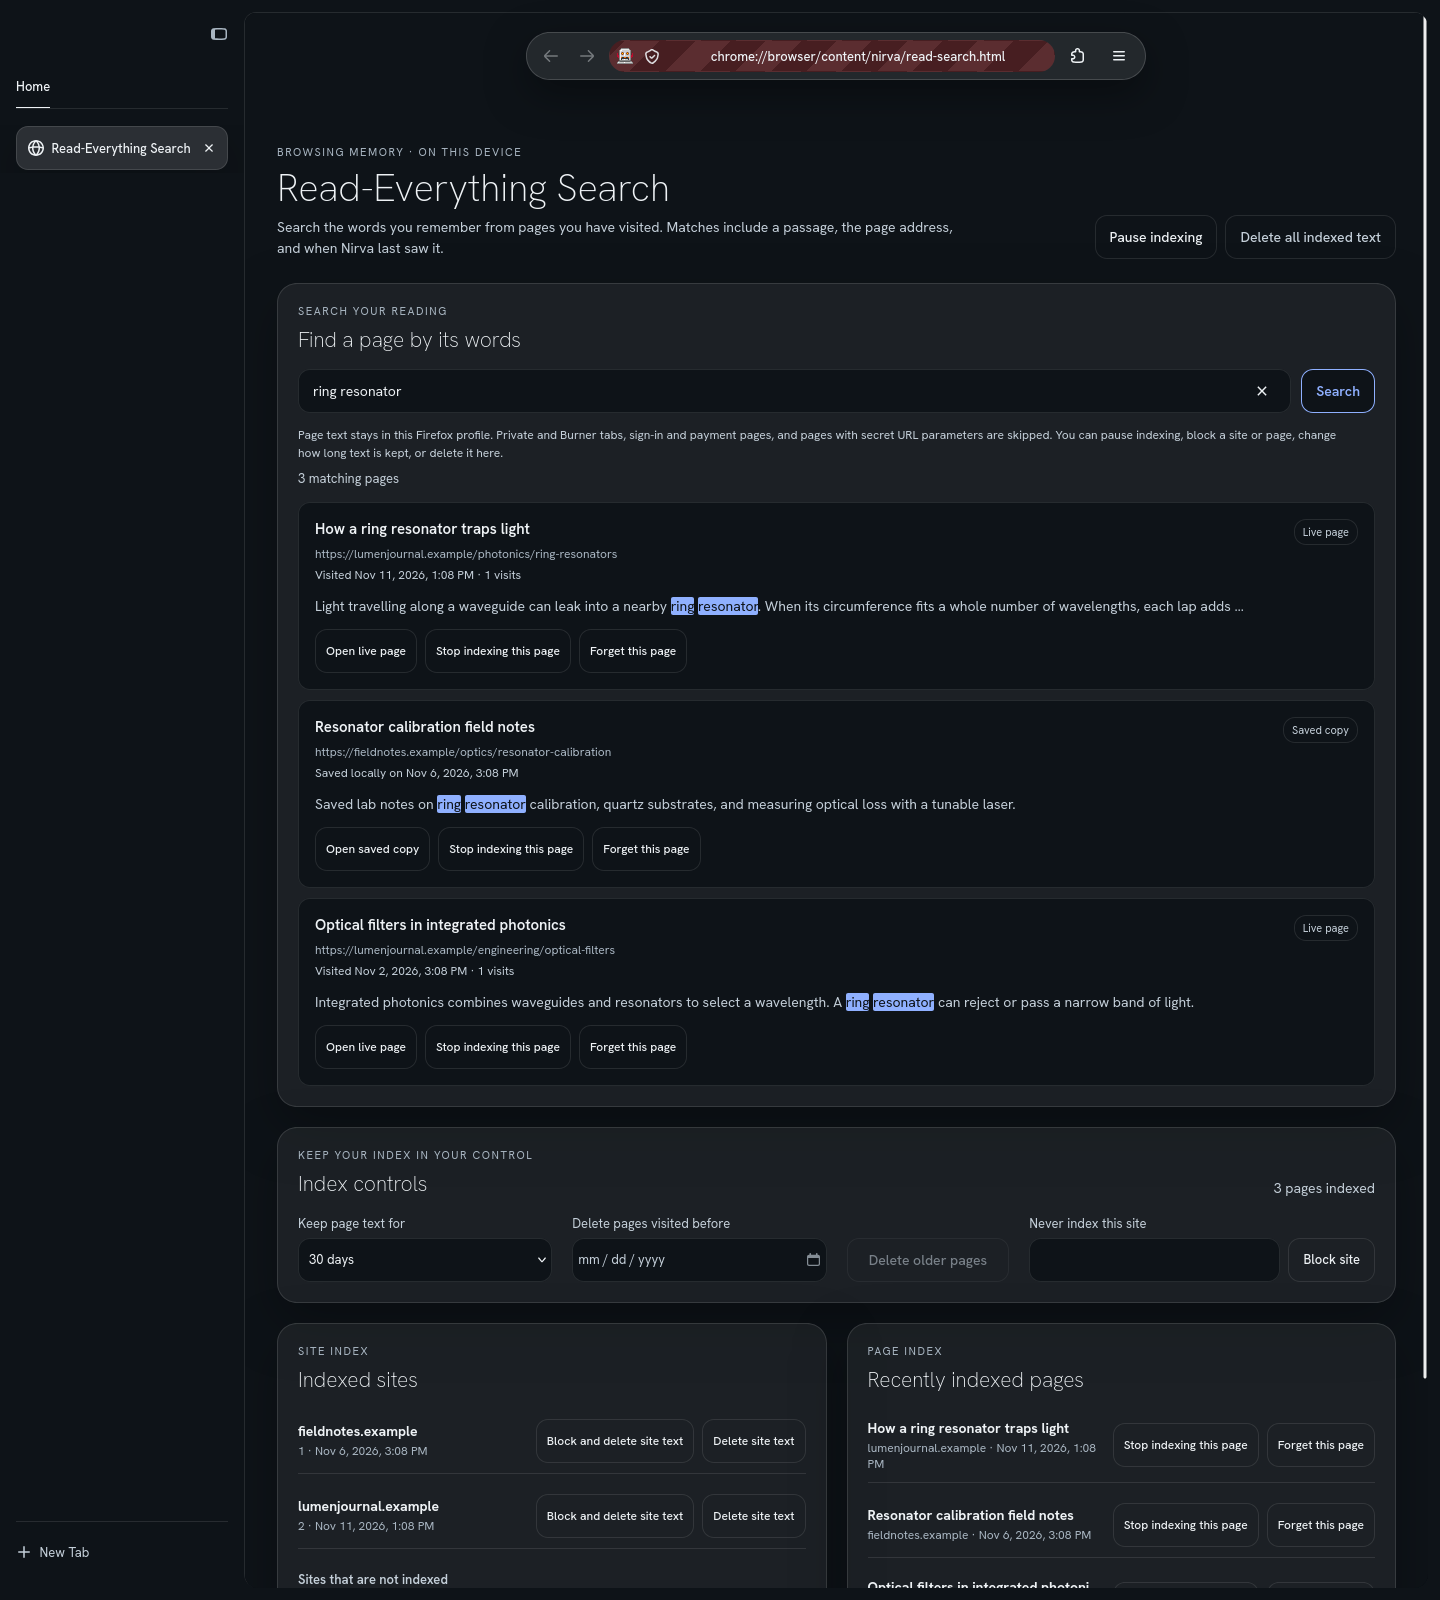 chrome://browser/content/nirva/read-search.html
Home
Read-Everything Search
BROWSING MEMORY · ON THIS DEVICE
Read-Everything Search
Search the words you remember from pages you have visited. Matches include a passage, the page address,
and when Nirva last saw it.
Pause indexing
Delete all indexed text
SEARCH YOUR READING
Find a page by its words
ring resonator
Search
Page text stays in this Firefox profile. Private and Burner tabs, sign-in and payment pages, and pages with secret URL parameters are skipped. You can pause indexing, block a site or page, change
how long text is kept, or delete it here.
3 matching pages
How a ring resonator traps light
Live page
https://lumenjournal.example/photonics/ring-resonators
Visited Nov 11, 2026, 1:08 PM · 1 visits
Light travelling along a waveguide can leak into a nearby ring resonator. When its circumference fits a whole number of wavelengths, each lap adds ...
Open live page
Stop indexing this page
Forget this page
Resonator calibration field notes
Saved copy
https://fieldnotes.example/optics/resonator-calibration
Saved locally on Nov 6, 2026, 3:08 PM
Saved lab notes on ring resonator calibration, quartz substrates, and measuring optical loss with a tunable laser.
Open saved copy
Stop indexing this page
Forget this page
Optical filters in integrated photonics
Live page
https://lumenjournal.example/engineering/optical-filters
Visited Nov 2, 2026, 3:08 PM · 1 visits
Integrated photonics combines waveguides and resonators to select a wavelength. A ring resonator can reject or pass a narrow band of light.
Open live page
Stop indexing this page
Forget this page
KEEP YOUR INDEX IN YOUR CONTROL
Index controls
3 pages indexed
Keep page text for
Delete pages visited before
Never index this site
30 days
mm / dd / yyyy
Delete older pages
Block site
SITE INDEX
Indexed sites
fieldnotes.example
1 · Nov 6, 2026, 3:08 PM
Block and delete site text
Delete site text
lumenjournal.example
2 · Nov 11, 2026, 1:08 PM
Block and delete site text
Delete site text
Sites that are not indexed
PAGE INDEX
Recently indexed pages
How a ring resonator traps light
lumenjournal.example · Nov 11, 2026, 1:08
PM
Stop indexing this page
Forget this page
Resonator calibration field notes
fieldnotes.example · Nov 6, 2026, 3:08 PM
Stop indexing this page
Forget this page
Optical filters in integrated photoni
New Tab